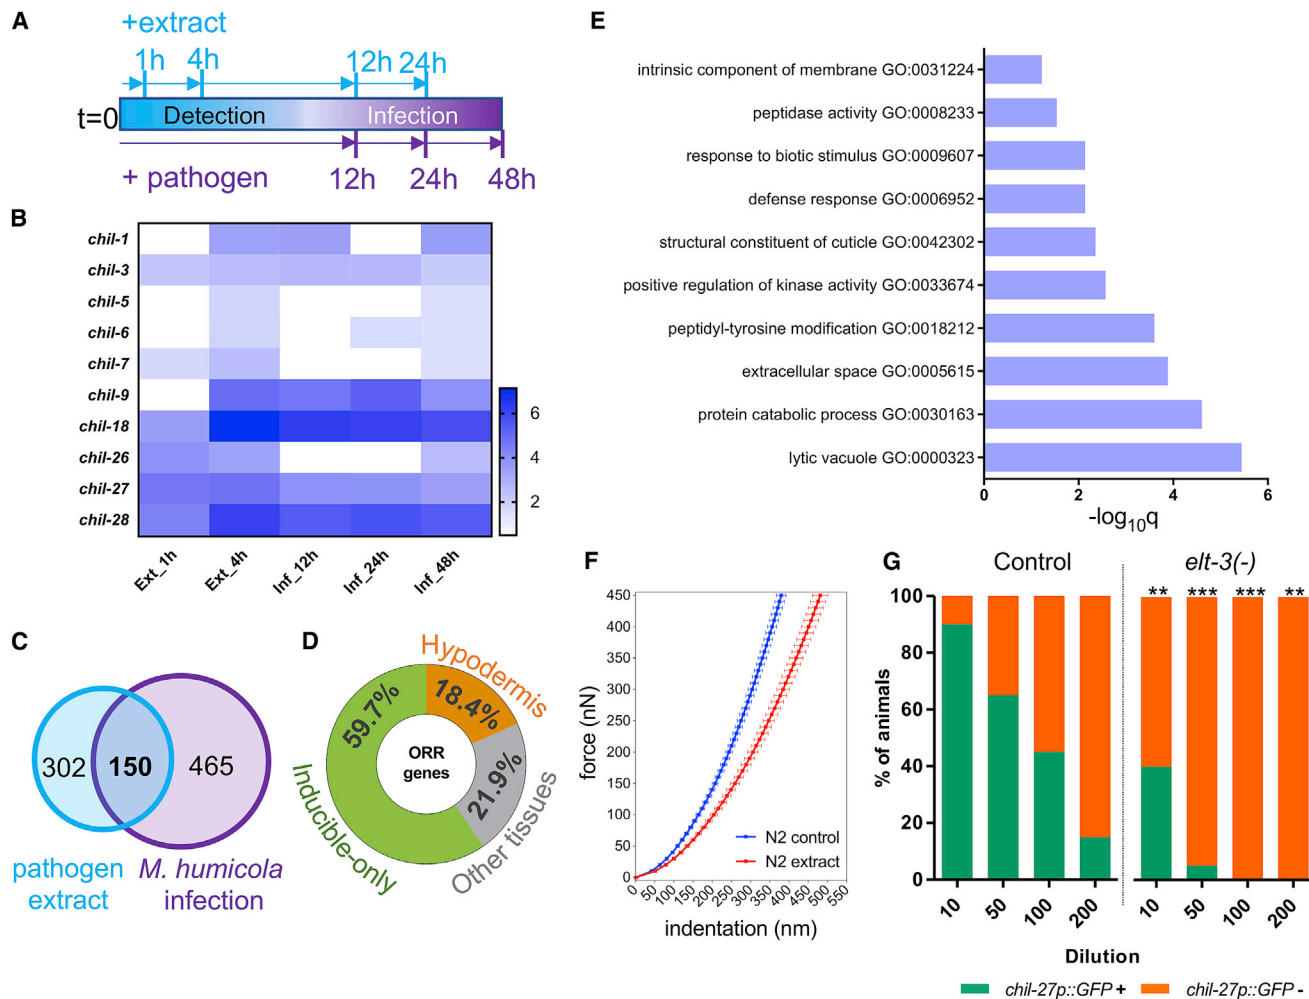 A
+extract
1h 4h 12h 24h
t=0 Detection Infection
+ pathogen 12h 24h 48h
B
chil-1
chil-3
chil-5
chil-6
chil-7
chil-9
chil-18
chil-26
chil-27
chil-28
6
4
2
Ext_1h Ext_4h Inf_12h Inf_24h Inf_48h
C
302 150 465
pathogen
extract
M. humicola
infection
D
Hypodermis
18.4%
59.7%
21.9%
ORR
genes
Inducible-only
Other tissues
E
intrinsic component of membrane GO:0031224
peptidase activity GO:0008233
response to biotic stimulus GO:0009607
defense response GO:0006952
structural constituent of cuticle GO:0042302
positive regulation of kinase activity GO:0033674
peptidyl-tyrosine modification GO:0018212
extracellular space GO:0005615
protein catabolic process GO:0030163
lytic vacuole GO:0000323
0 2 4 6
-log10q
F
force (nN)
450
400
350
300
250
200
150
100
50
0
N2 control
N2 extract
0 50 100 150 200 250 300 350 400 450 500 550
indentation (nm)
G
Control elt-3(-)
** *** *** **
% of animals
100
80
60
40
20
0
10 50 100 200 10 50 100 200
Dilution
chil-27p::GFP + chil-27p::GFP -